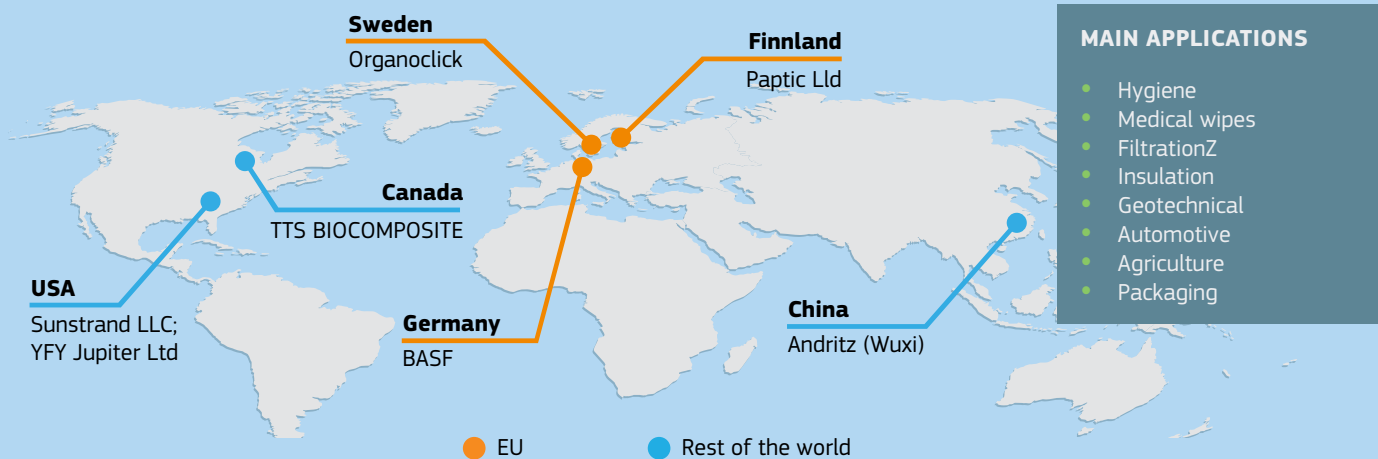 Sweden
Organoclick
Finnland
Paptic Lld
Canada
TTS BIOCOMPOSITE
USA
Sunstrand LLC;
YFY Jupiter Ltd
Germany
BASF
China
Andritz (Wuxi)
MAIN APPLICATIONS
• Hygiene
• Medical wipes
• FiltrationZ
• Insulation
• Geotechnical
• Automotive
• Agriculture
• Packaging
EU
Rest of the world